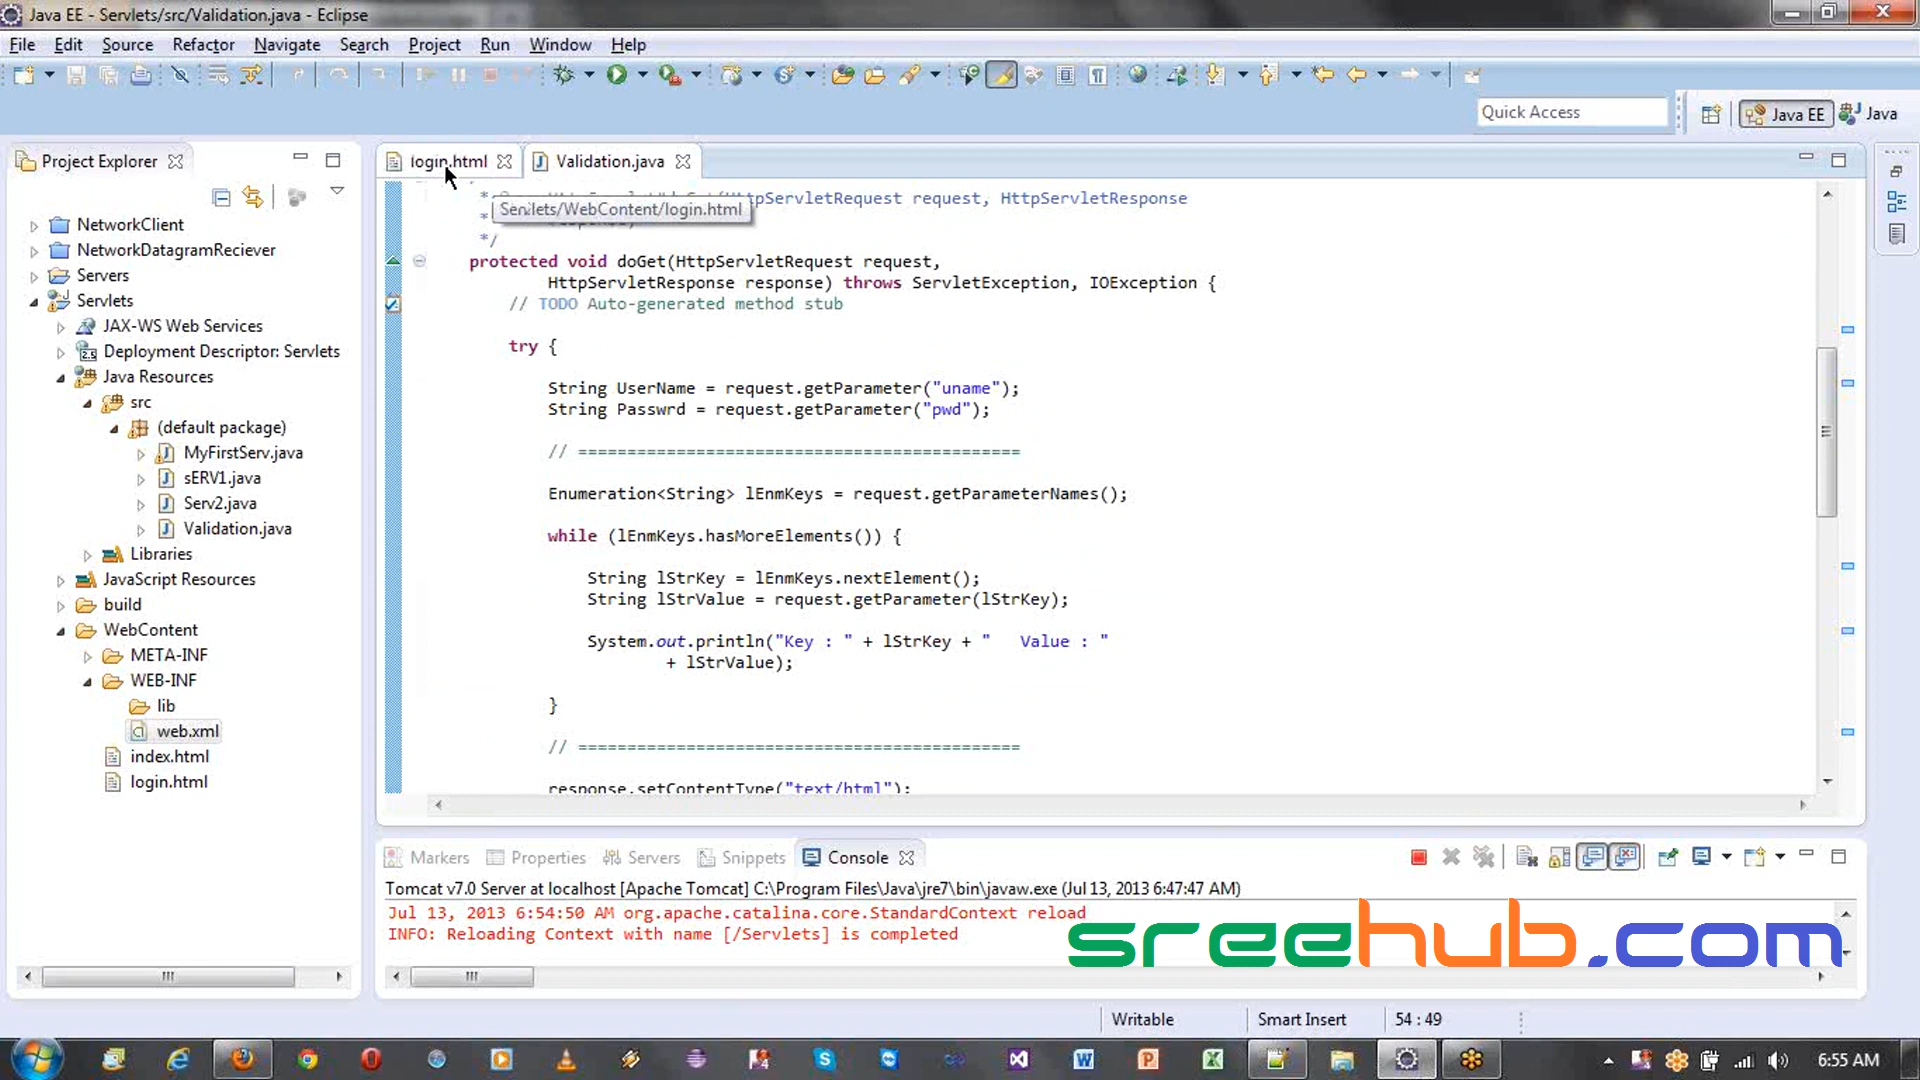 Java EE - Servlets/src/Validation.java - Eclipse
File Edit Source Refactor Navigate Search Project Run Window Help
Quick Access
Java EE
Java
Project Explorer
NetworkClient
NetworkDatagramReciever
Servers
Servlets
JAX-WS Web Services
Deployment Descriptor: Servlets
Java Resources
src
(default package)
MyFirstServ.java
sERV1.java
Serv2.java
Validation.java
Libraries
JavaScript Resources
build
WebContent
META-INF
WEB-INF
lib
web.xml
index.html
login.html
login.html
Validation.java
Servlets/WebContent/login.html
(HttpServletRequest request, HttpServletResponse
*
*/
protected void doGet(HttpServletRequest request,
HttpServletResponse response) throws ServletException, IOException {
// TODO Auto-generated method stub
try {
String UserName = request.getParameter("uname");
String Passwrd = request.getParameter("pwd");
// =============================================
Enumeration<String> lEnmKeys = request.getParameterNames();
while (lEnmKeys.hasMoreElements()) {
String lStrKey = lEnmKeys.nextElement();
String lStrValue = request.getParameter(lStrKey);
System.out.println("Key : " + lStrKey + "   Value : "
+ lStrValue);
}
// =============================================
response.setContentType("text/html");
Markers Properties Servers Snippets Console
Tomcat v7.0 Server at localhost [Apache Tomcat] C:\Program Files\Java\jre7\bin\javaw.exe (Jul 13, 2013 6:47:47 AM)
Jul 13, 2013 6:54:50 AM org.apache.catalina.core.StandardContext reload
INFO: Reloading Context with name [/Servlets] is completed
sreehub.com
Writable
Smart Insert
54 : 49
6:55 AM